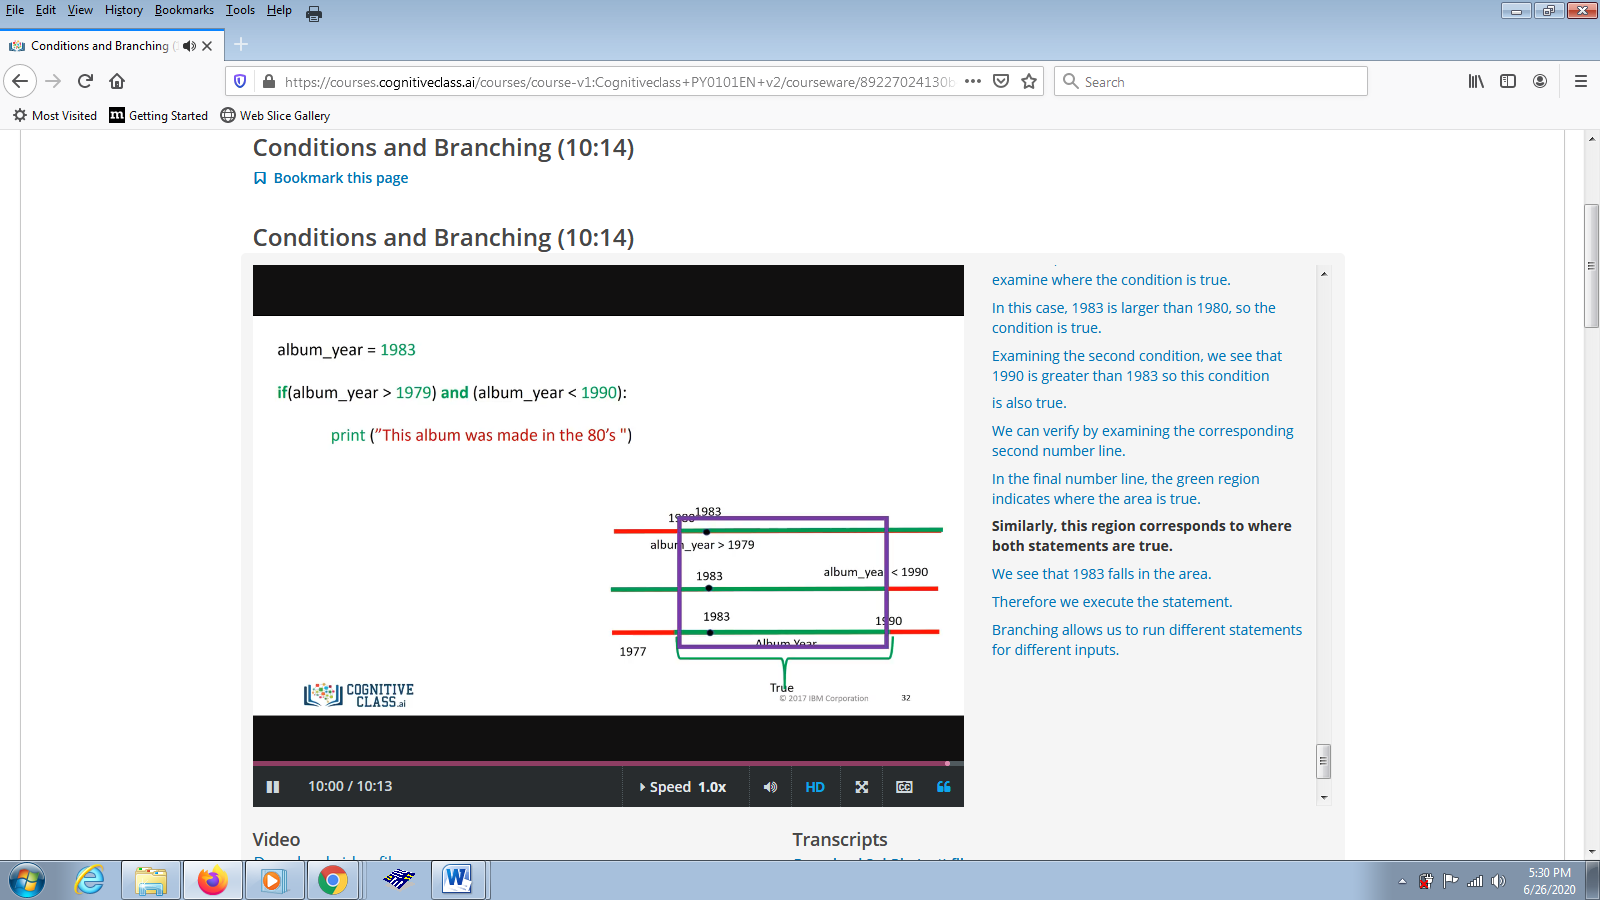 File Edit View History Bookmarks Tools Help
Conditions and Branching (
https://courses.cognitiveclass.ai/courses/course-v1:Cognitiveclass+PY0101EN+v2/courseware/89227024130b
Search
Most Visited Getting Started Web Slice Gallery
Conditions and Branching (10:14)
Bookmark this page
Conditions and Branching (10:14)
album_year = 1983
if(album_year > 1979) and (album_year < 1990):
print ("This album was made in the 80's ")
1980
1983
album_year > 1979
1983
album_year < 1990
1983
1990
Album Year
1977
True
COGNITIVE
CLASS.ai
© 2017 IBM Corporation
32
10:00 / 10:13
Speed 1.0x
HD
CC
examine where the condition is true.
In this case, 1983 is larger than 1980, so the
condition is true.
Examining the second condition, we see that
1990 is greater than 1983 so this condition
is also true.
We can verify by examining the corresponding
second number line.
In the final number line, the green region
indicates where the area is true.
Similarly, this region corresponds to where
both statements are true.
We see that 1983 falls in the area.
Therefore we execute the statement.
Branching allows us to run different statements
for different inputs.
Video
Transcripts
5:30 PM
6/26/2020